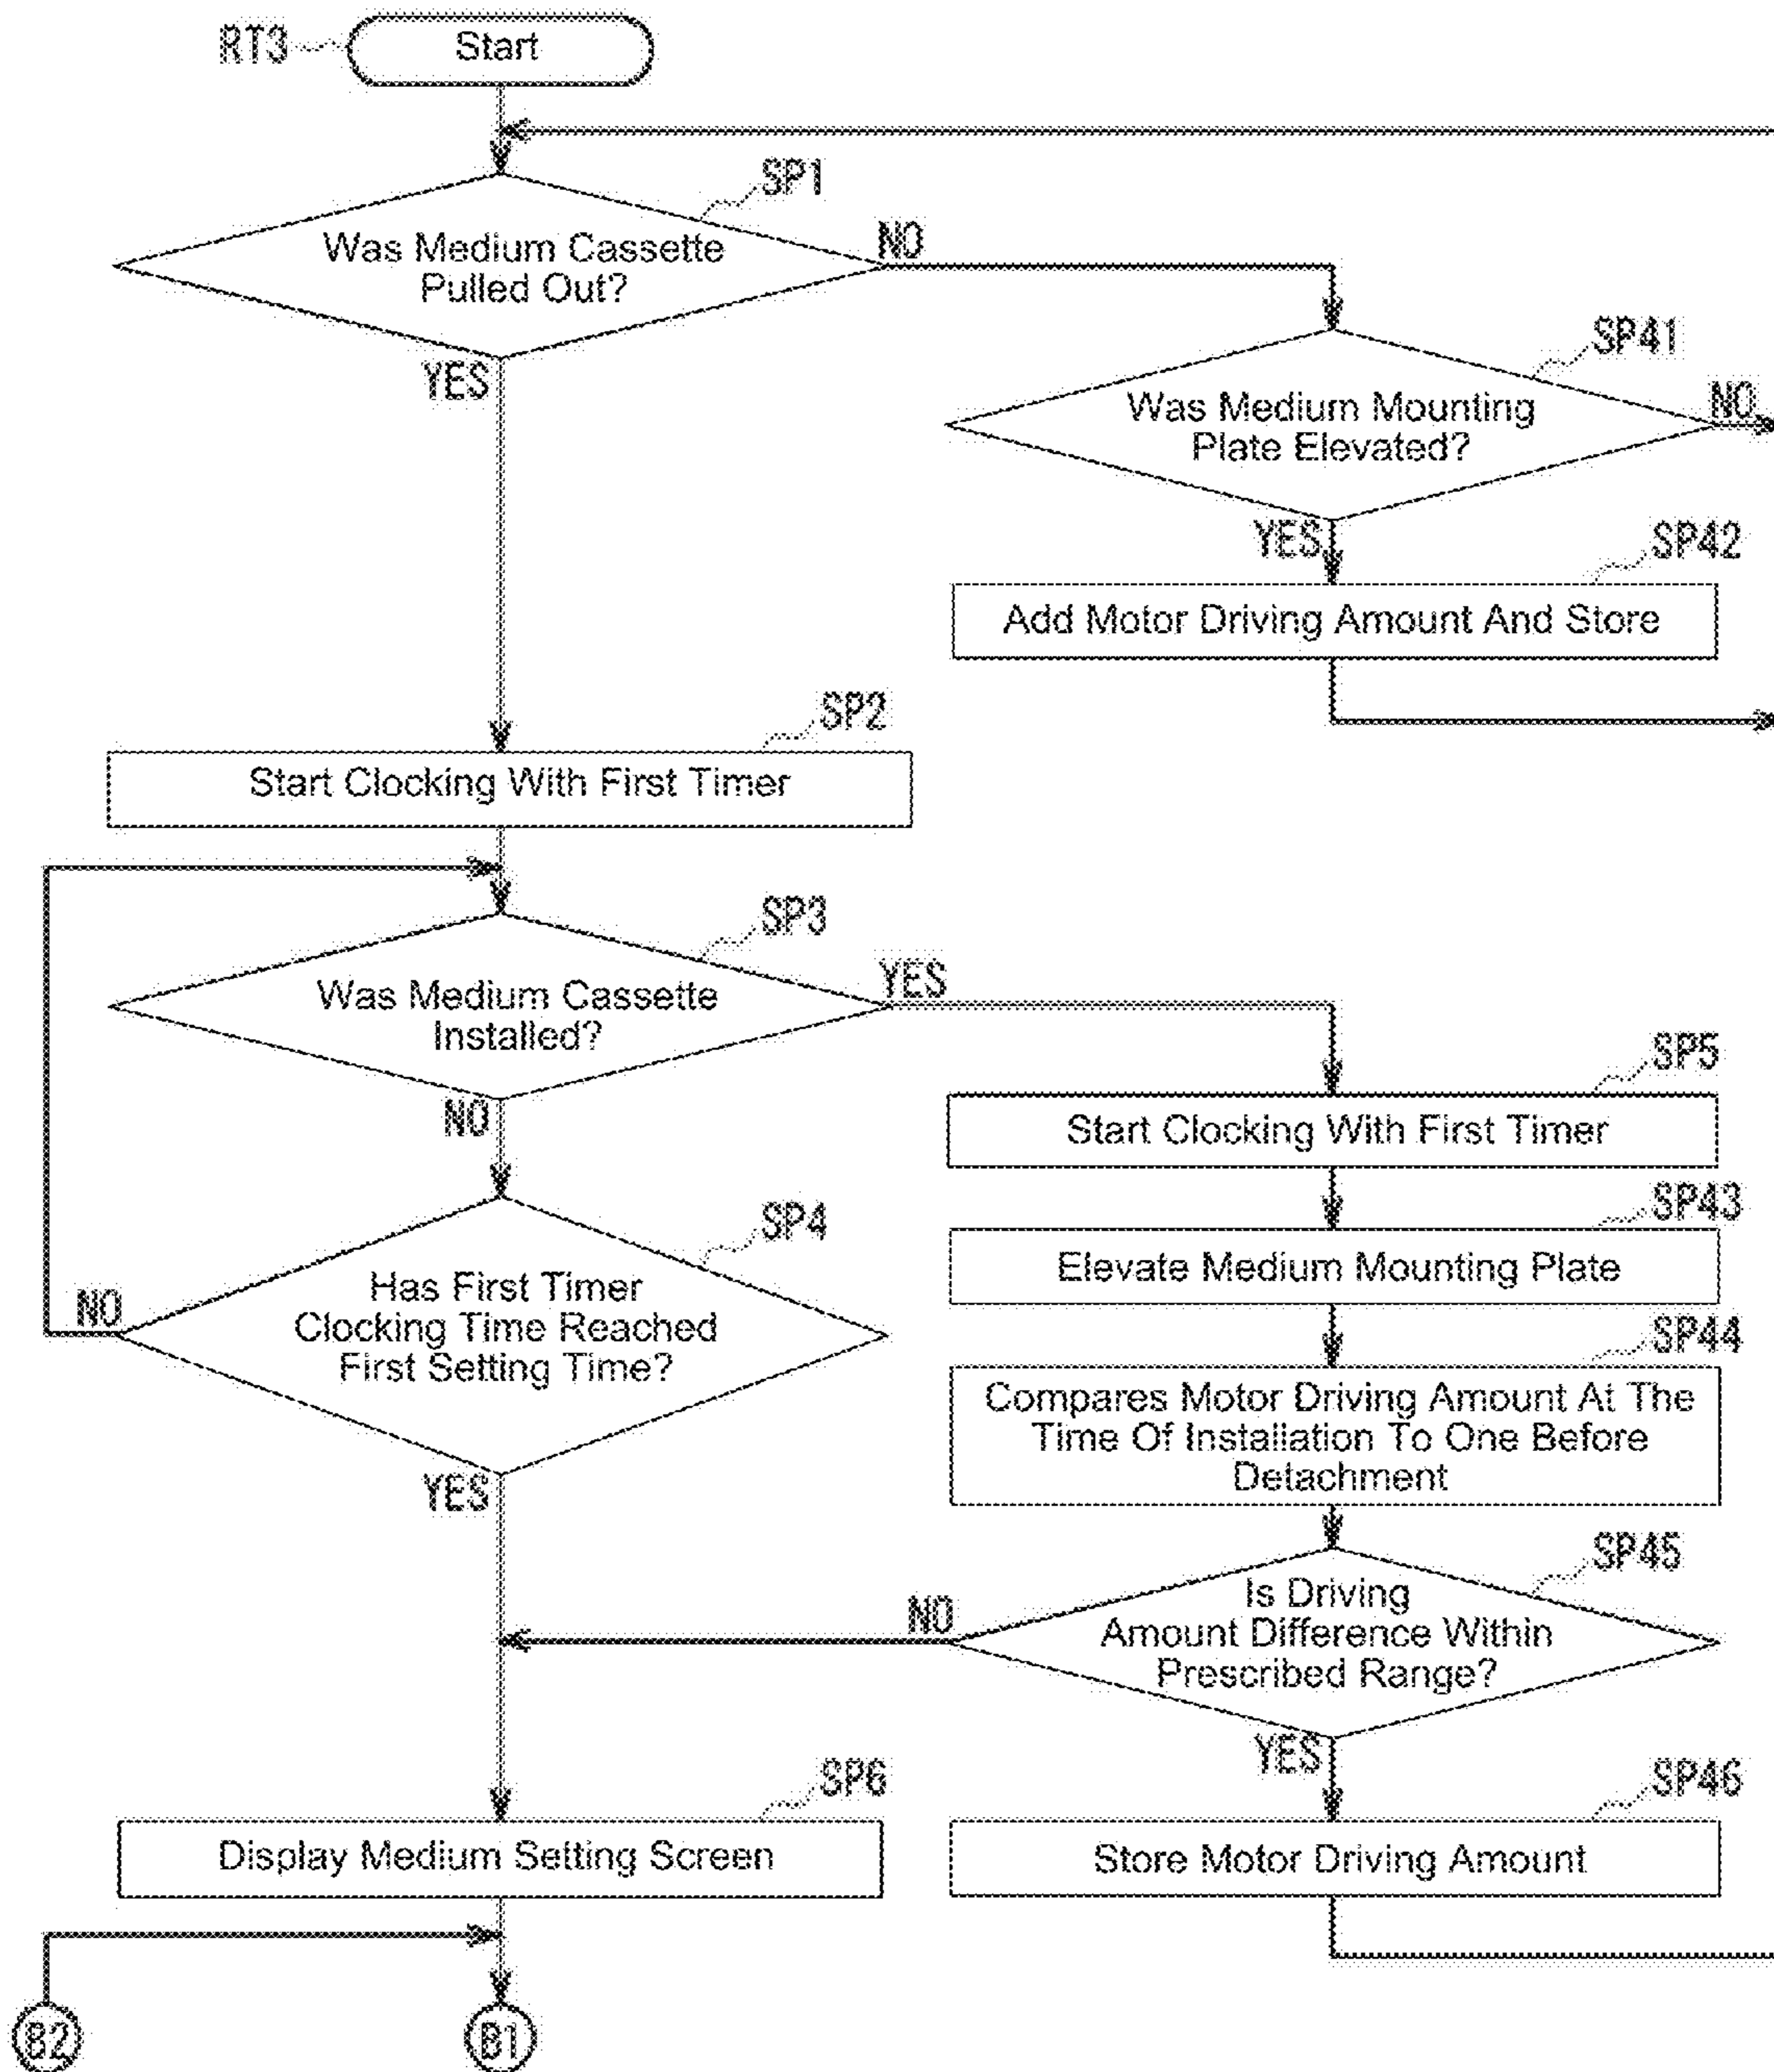 RT3
Start
SP1
Was Medium Cassette
Pulled Out?
NO
YES
SP41
Was Medium Mounting
Plate Elevated?
NO
YES
SP42
Add Motor Driving Amount And Store
SP2
Start Clocking With First Timer
SP3
Was Medium Cassette
Installed?
YES
NO
SP4
Has First Timer
Clocking Time Reached
First Setting Time?
NO
YES
SP5
Start Clocking With First Timer
SP43
Elevate Medium Mounting Plate
SP44
Compares Motor Driving Amount At The
Time Of Installation To One Before
Detachment
SP45
Is Driving
Amount Difference Within
Prescribed Range?
NO
YES
SP6
Display Medium Setting Screen
SP46
Store Motor Driving Amount
B2
B1